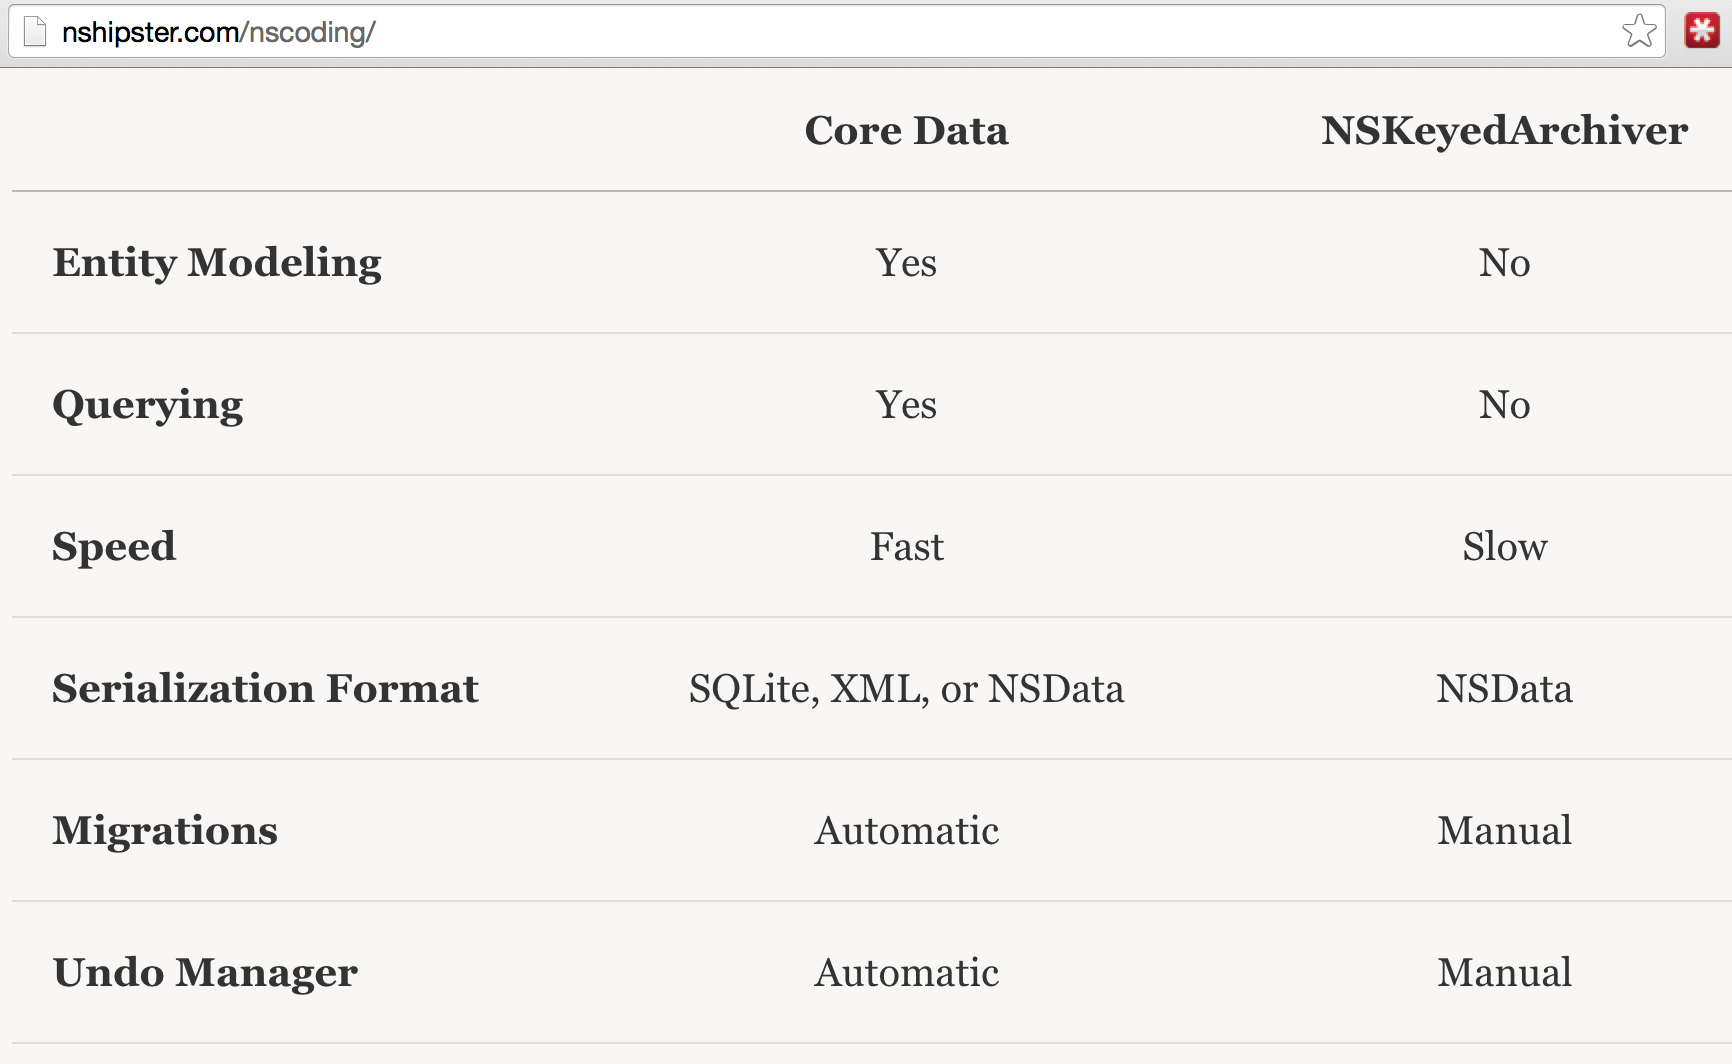 nshipster.com/nscoding/
Core Data NSKeyedArchiver
Entity Modeling Yes No
Querying Yes No
Speed Fast Slow
Serialization Format SQLite, XML, or NSData NSData
Migrations Automatic Manual
Undo Manager Automatic Manual